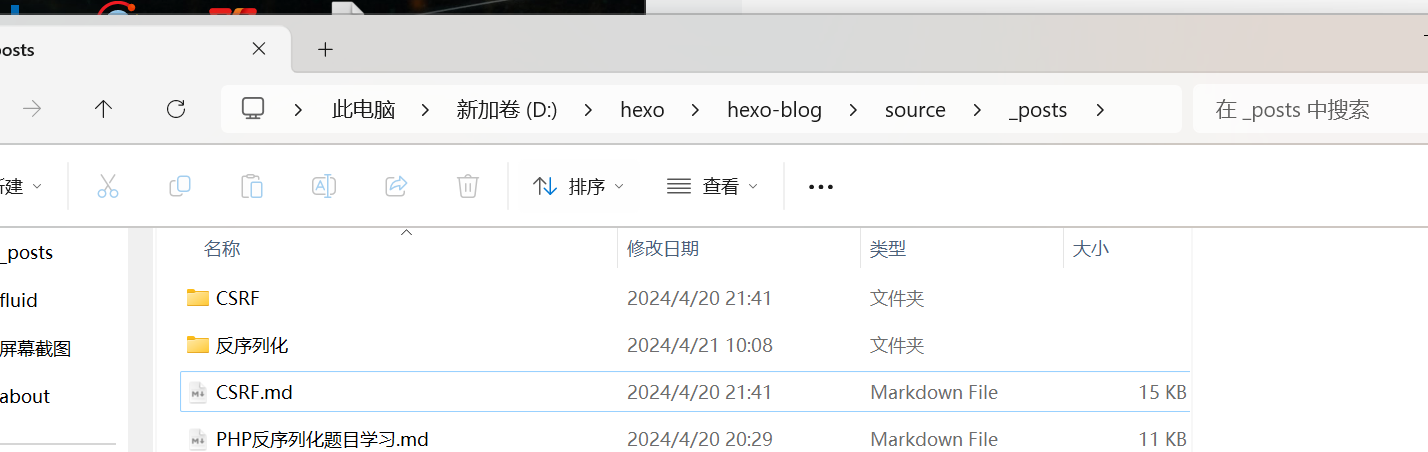 osts
此电脑 新加卷 (D:) hexo hexo-blog source _posts 在 _posts 中搜索
建 排序 查看
名称 修改日期 类型 大小
_posts
fluid
屏幕截图
about
CSRF 2024/4/20 21:41 文件夹
反序列化 2024/4/21 10:08 文件夹
CSRF.md 2024/4/20 21:41 Markdown File 15 KB
PHP反序列化题目学习.md 2024/4/20 20:29 Markdown File 11 KB